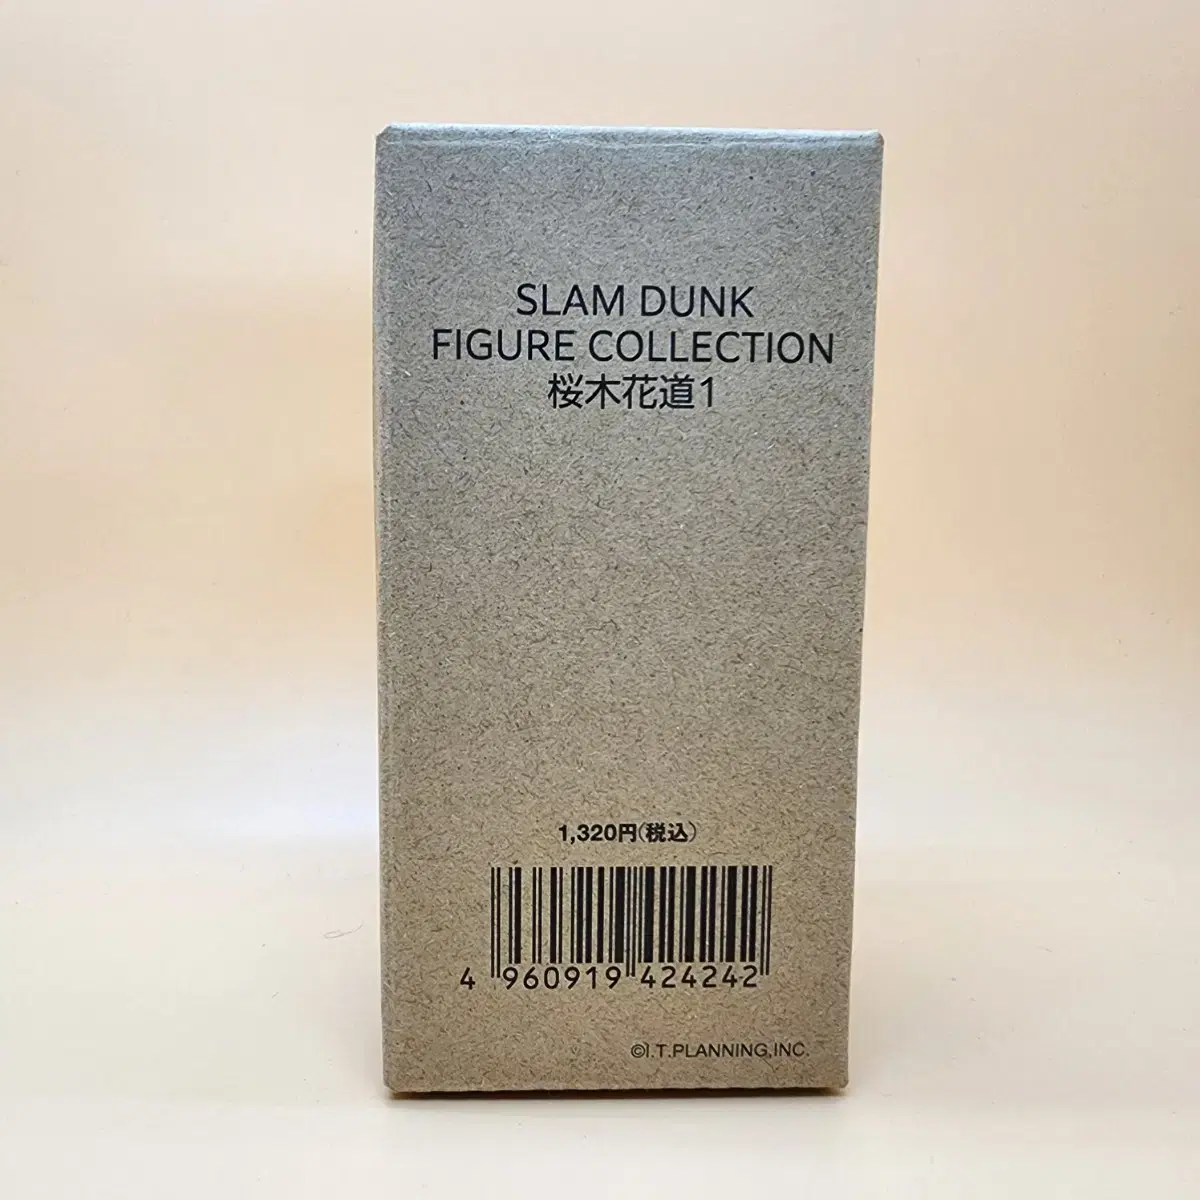 SLAM DUNK
FIGURE COLLECTION
桜木花道1
1,320円(税込)
4 960919 424242
©I.T.PLANNING,INC.